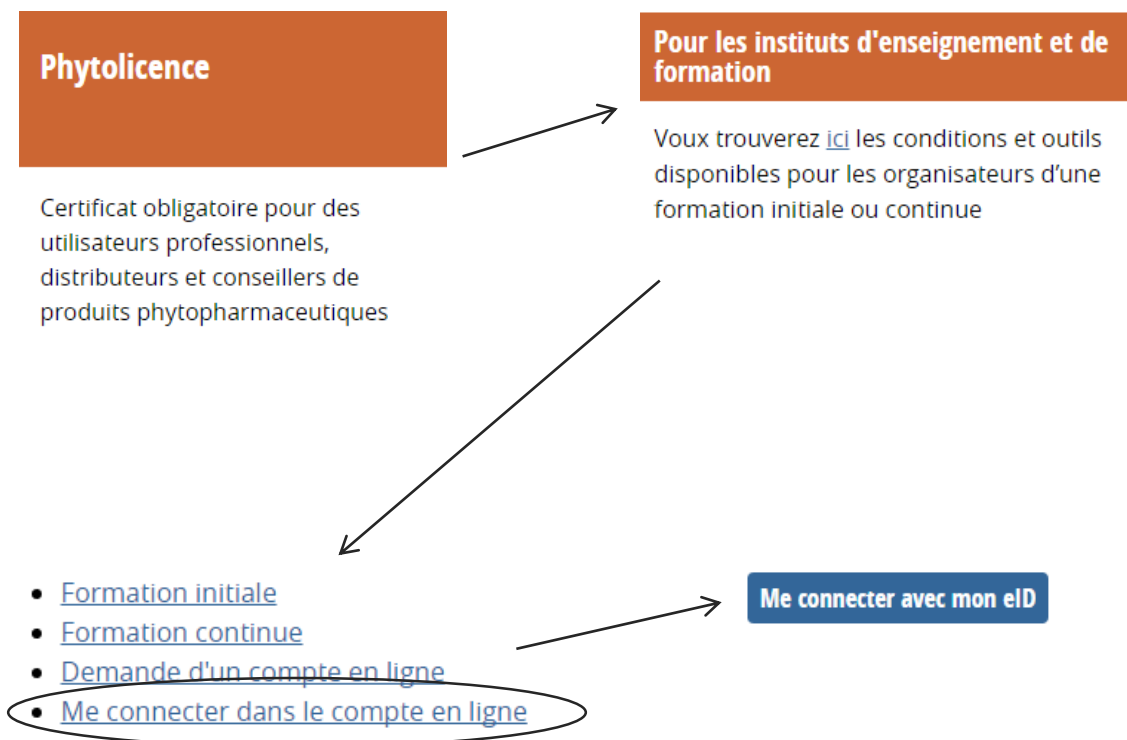 Phytolicence
Certificat obligatoire pour des
utilisateurs professionnels,
distributeurs et conseillers de
produits phytopharmaceutiques
Pour les instituts d'enseignement et de
formation
Voux trouverez ici les conditions et outils
disponibles pour les organisateurs d’une
formation initiale ou continue
Formation initiale
Formation continue
Demande d'un compte en ligne
Me connecter dans le compte en ligne
Me connecter avec mon eID